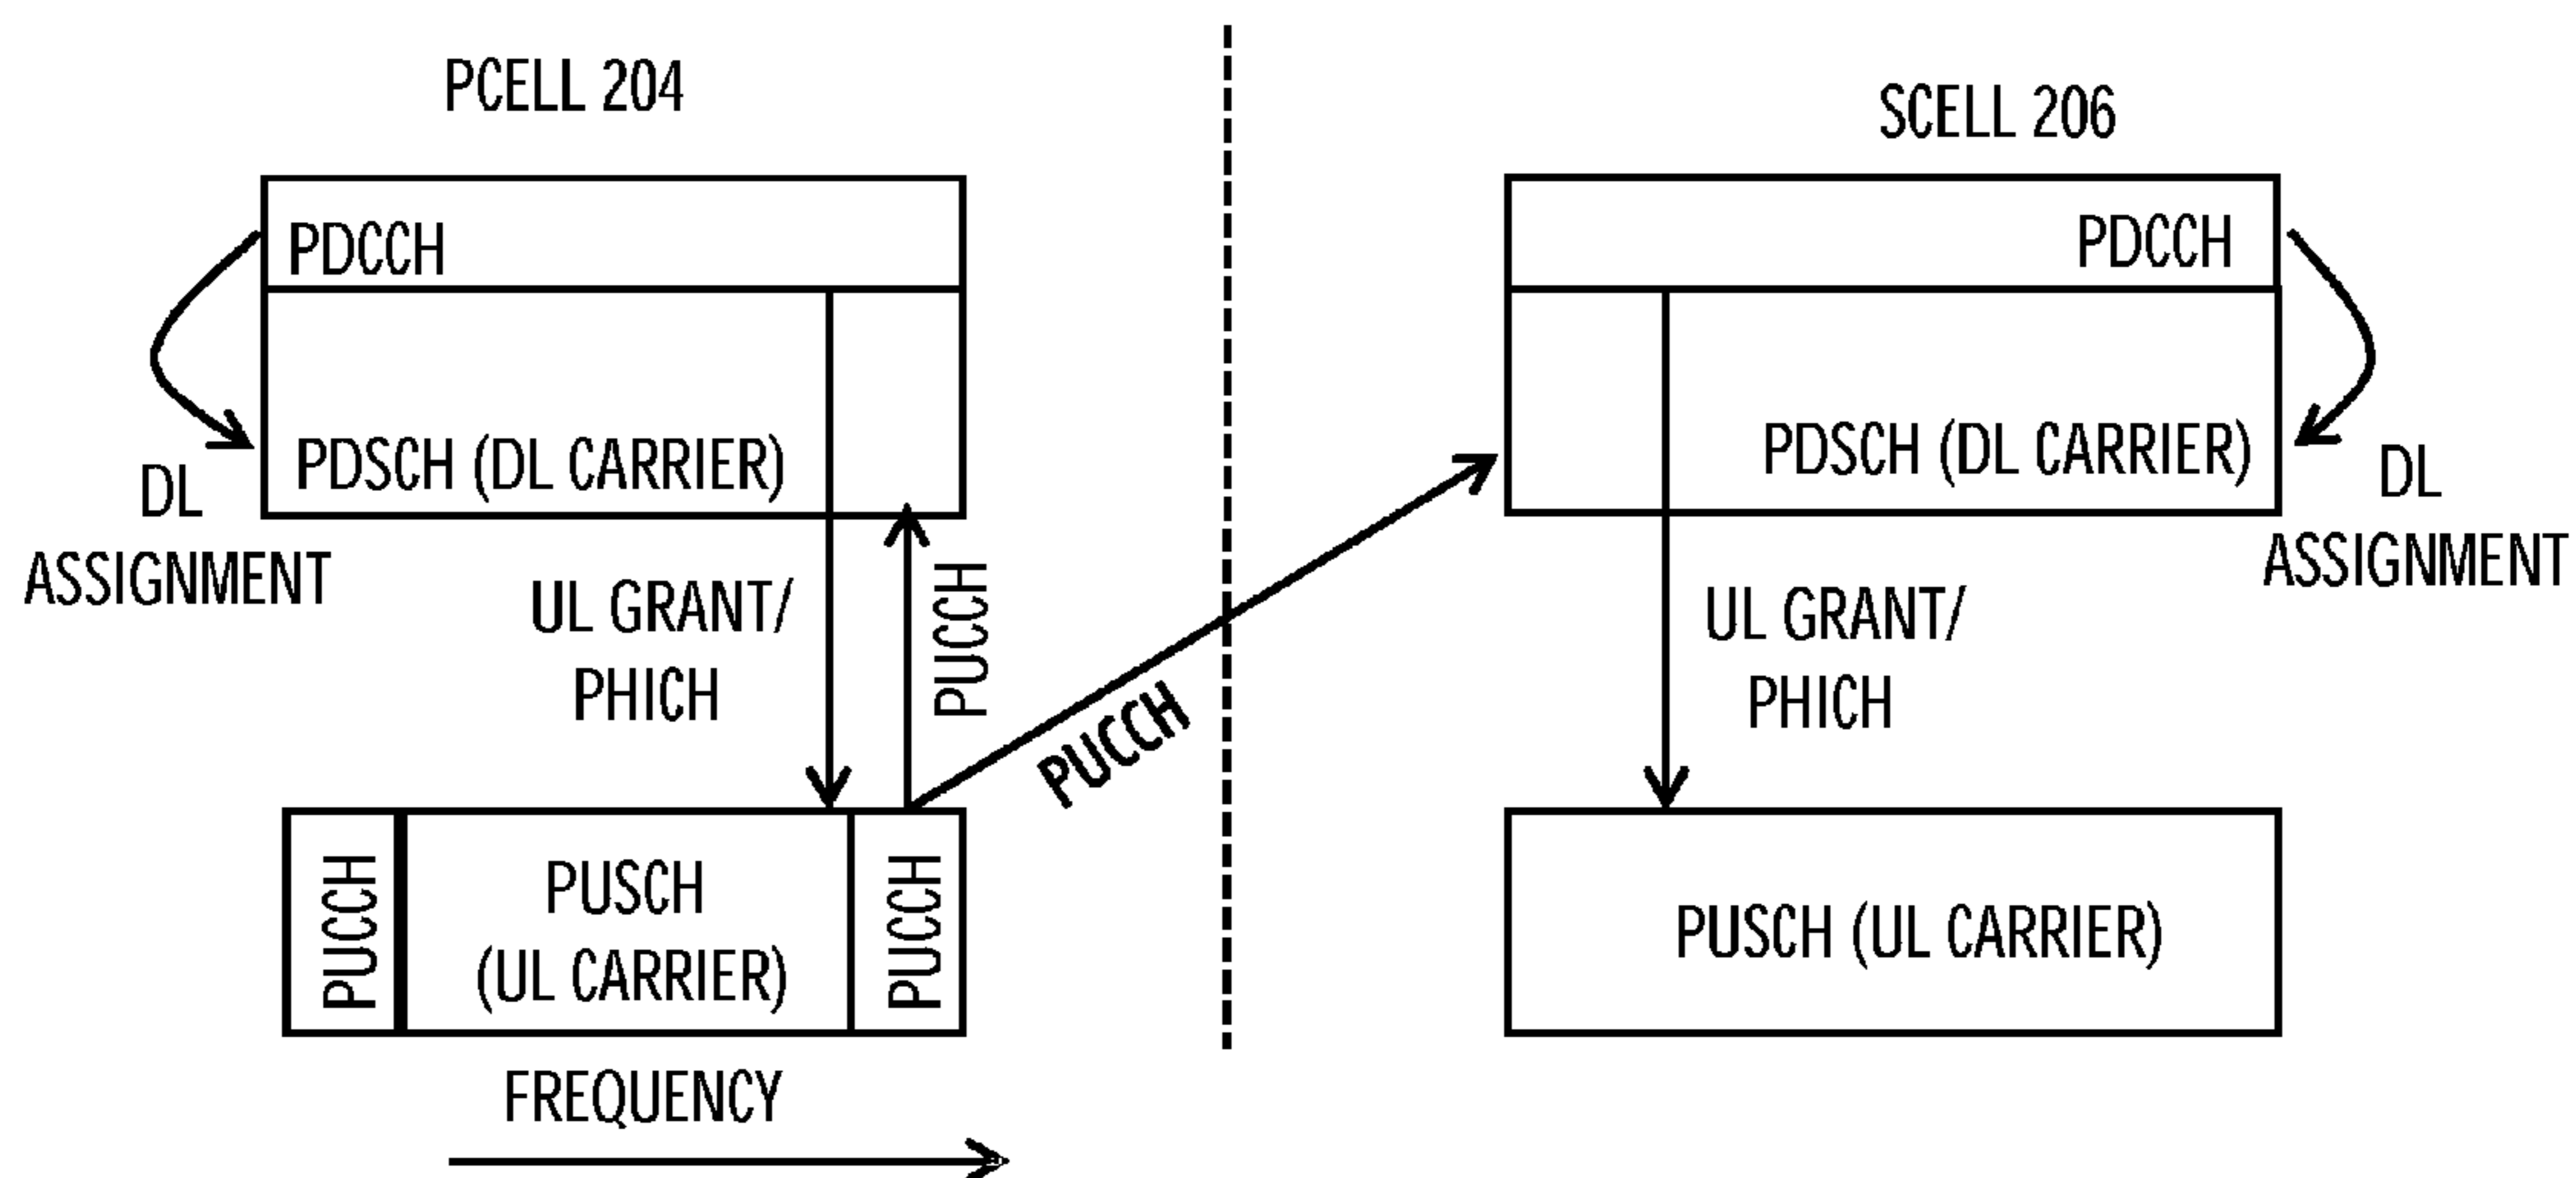 PCELL 204
PDCCH
PDSCH (DL CARRIER)
DL
ASSIGNMENT
UL GRANT/
PHICH
PUCCH
PUCCH
PUCCH
PUSCH
(UL CARRIER)
PUCCH
FREQUENCY
SCELL 206
PDCCH
PDSCH (DL CARRIER)
DL
ASSIGNMENT
UL GRANT/
PHICH
PUSCH (UL CARRIER)